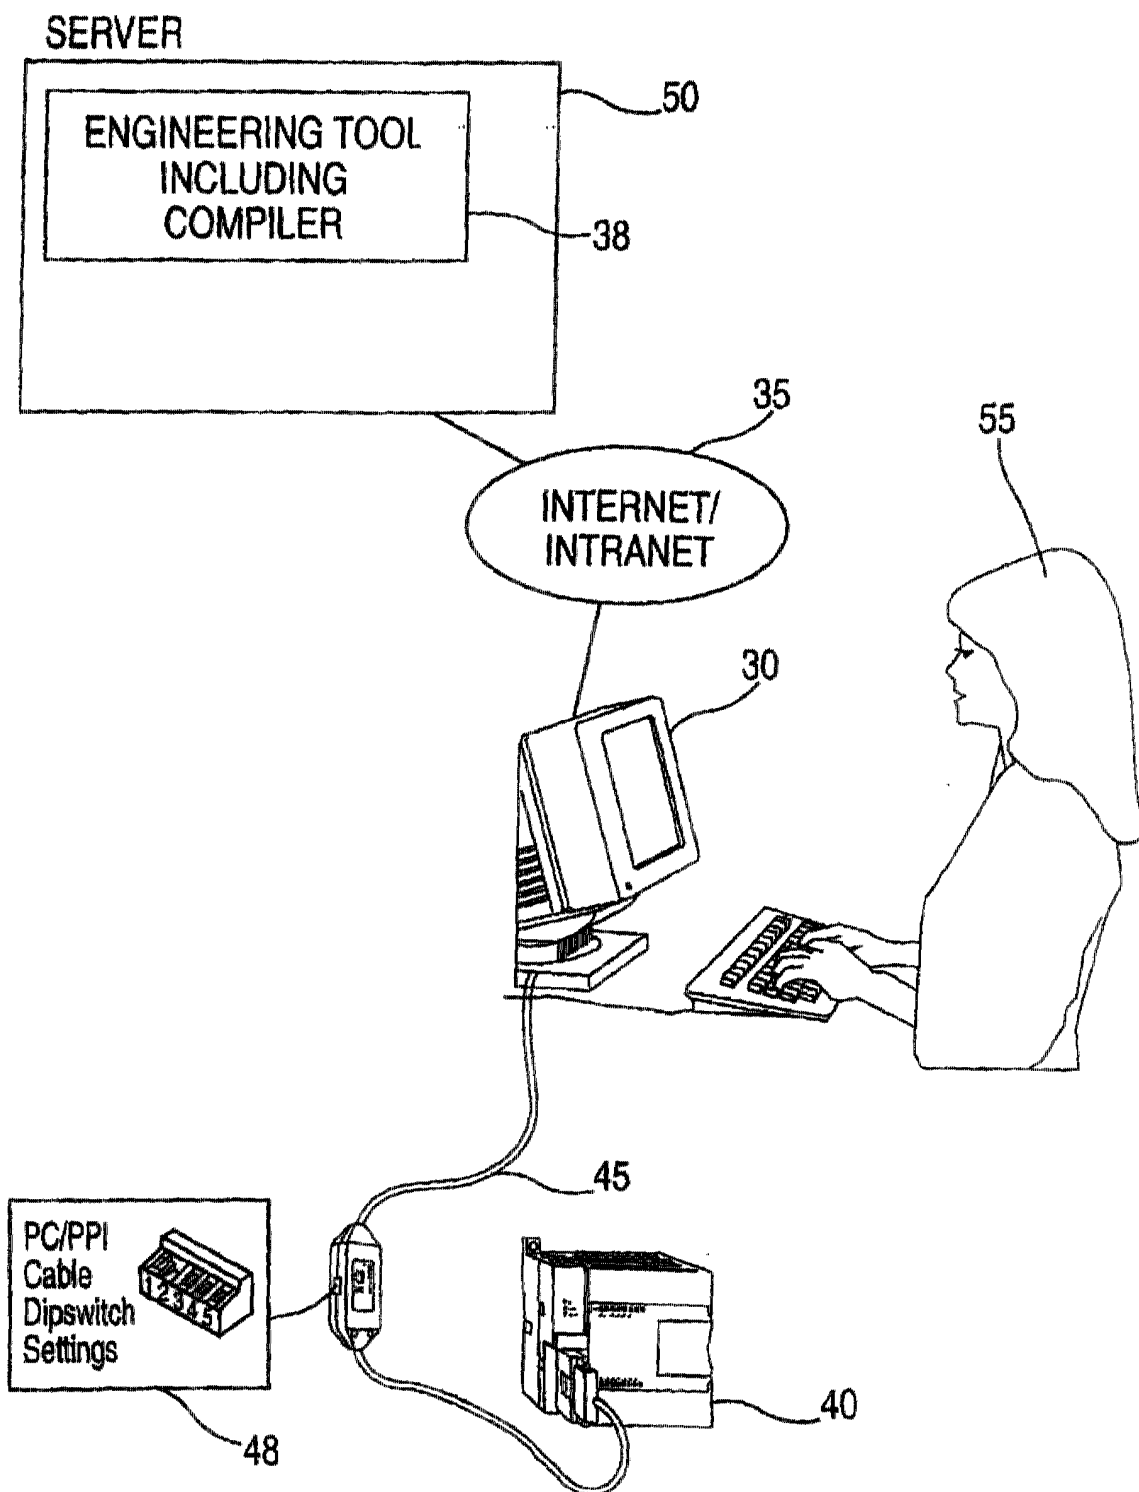 SERVER
50
ENGINEERING TOOL
INCLUDING
COMPILER
38
35
55
INTERNET/
INTRANET
30
45
PC/PPI
Cable
Dipswitch
Settings
12345
40
48